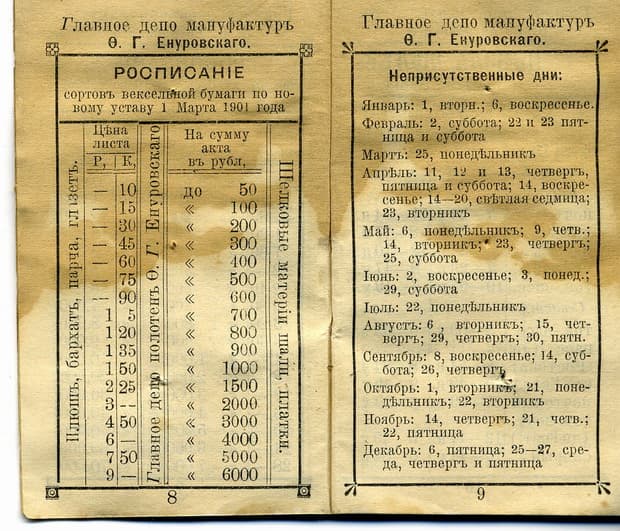 Главное депо мануфактуръ
Ѳ. Г. Енуровскаго.
РОСПИСАНІЕ
сортовъ вексельной бумаги по но-
вому уставу 1 Марта 1901 года
Плюшъ, бархатъ, парча, глазетъ.
Цѣна листа Р, К,
Главное депо полотенъ Ѳ. Г. Енуровскаго
На сумму акта въ рубл,
Шелковые матеріи шали, платки.
— 10 до 50
— 15 « 100
— 30 « 200
— 45 « 300
— 60 « 400
— 75 « 500
— 90 « 600
1 5 « 700
1 20 « 800
1 35 « 900
1 50 « 1000
2 25 « 1500
3 — « 2000
4 50 « 3000
6 — « 4000
7 50 « 5000
9 — « 6000
8
Главное депо мануфактуръ
Ѳ. Г. Енуровскаго.
Неприсутственные дни:
Январь: 1, вторн.; 6, воскресенье.
Февраль: 2, суббота; 22 и 23 пят-
ница и суббота
Мартъ: 25, понедѣльникъ
Апрѣль: 11, 12 и 13, четвергъ,
пятница и суббота; 14, воскре-
сенье; 14—20, свѣтлая седмица;
23, вторникъ
Май: 6, понедѣльникъ; 9, четв.;
14, вторникъ; 23, четвергъ;
25, суббота
Іюнь: 2, воскресенье; 3, понед.;
29, суббота
Іюль: 22, понедѣльникъ
Августъ: 6 , вторникъ; 15, чет-
вергъ; 29, четвергъ; 30, пятн.
Сентябрь: 8, воскресенье; 14, суб-
бота; 26, четвергъ
Октябрь: 1, вторникъ; 21, поне-
дѣльникъ; 22, вторникъ
Ноябрь: 14, четвергъ; 21, четв.;
22, пятница
Декабрь: 6, пятница; 25—27, сре-
да, четвергъ и пятница
9